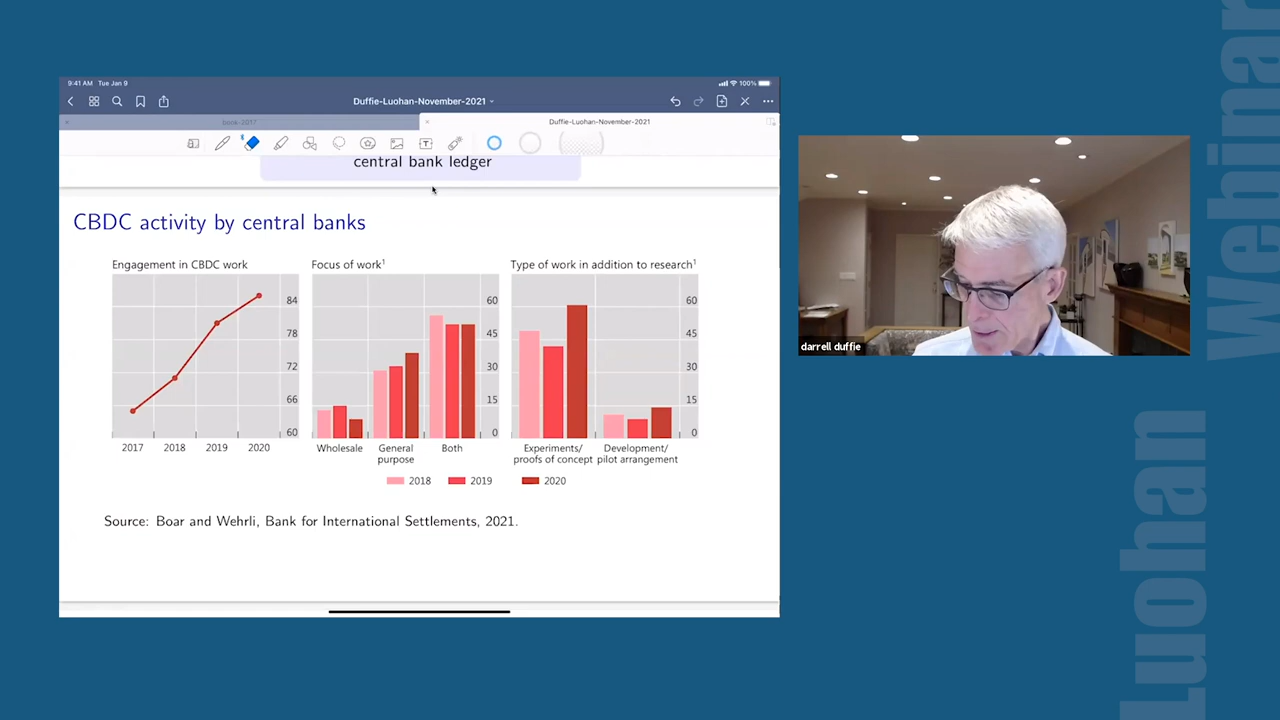 9:41 AM Tue Jan 9
100%
Duffie-Luohan-November-2021
book-2017
Duffie-Luohan-November-2021
central bank ledger
CBDC activity by central banks
Engagement in CBDC work
84
78
72
66
60
2017 2018 2019 2020
Focus of work1
60
45
30
15
0
Wholesale General purpose Both
Type of work in addition to research1
60
45
30
15
0
Experiments/ proofs of concept
Development/ pilot arrangement
2018 2019 2020
Source: Boar and Wehrli, Bank for International Settlements, 2021.
darrell duffie
Webinar
Luohan